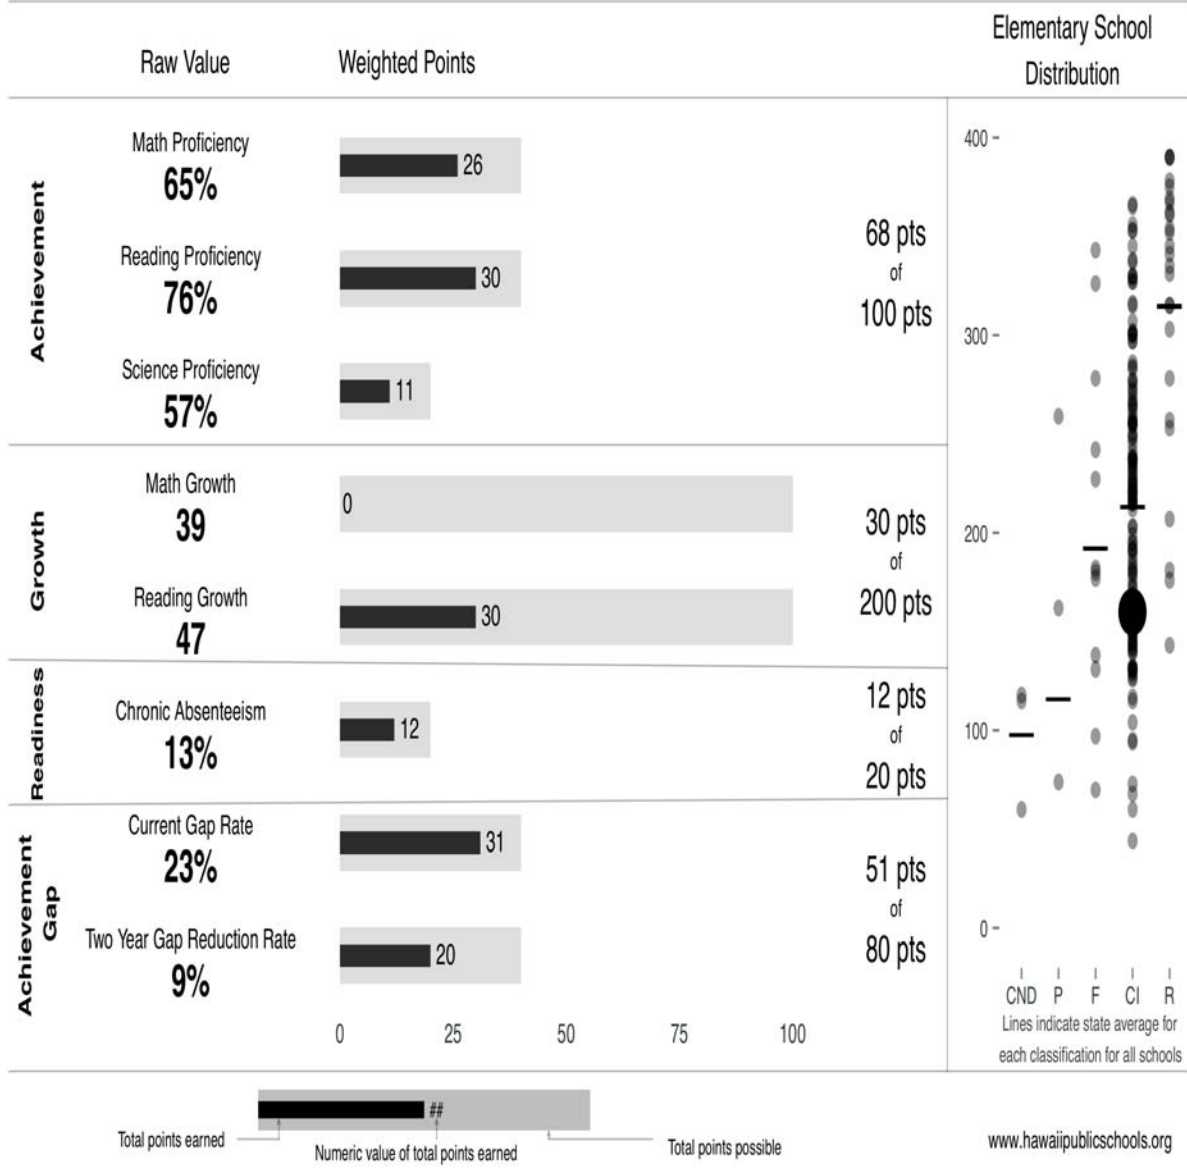 Raw Value
Weighted Points
Elementary School
Distribution
Achievement
Math Proficiency
65%
26
Reading Proficiency
76%
30
Science Proficiency
57%
11
68 pts
of
100 pts
Growth
Math Growth
39
0
Reading Growth
47
30
30 pts
of
200 pts
Readiness
Chronic Absenteeism
13%
12
12 pts
of
20 pts
Achievement
Gap
Current Gap Rate
23%
31
Two Year Gap Reduction Rate
9%
20
51 pts
of
80 pts
0 25 50 75 100
400
300
200
100
0
CND P F CI R
Lines indicate state average for
each classification for all schools
##
Total points earned
Numeric value of total points earned
Total points possible
www.hawaiipublicschools.org